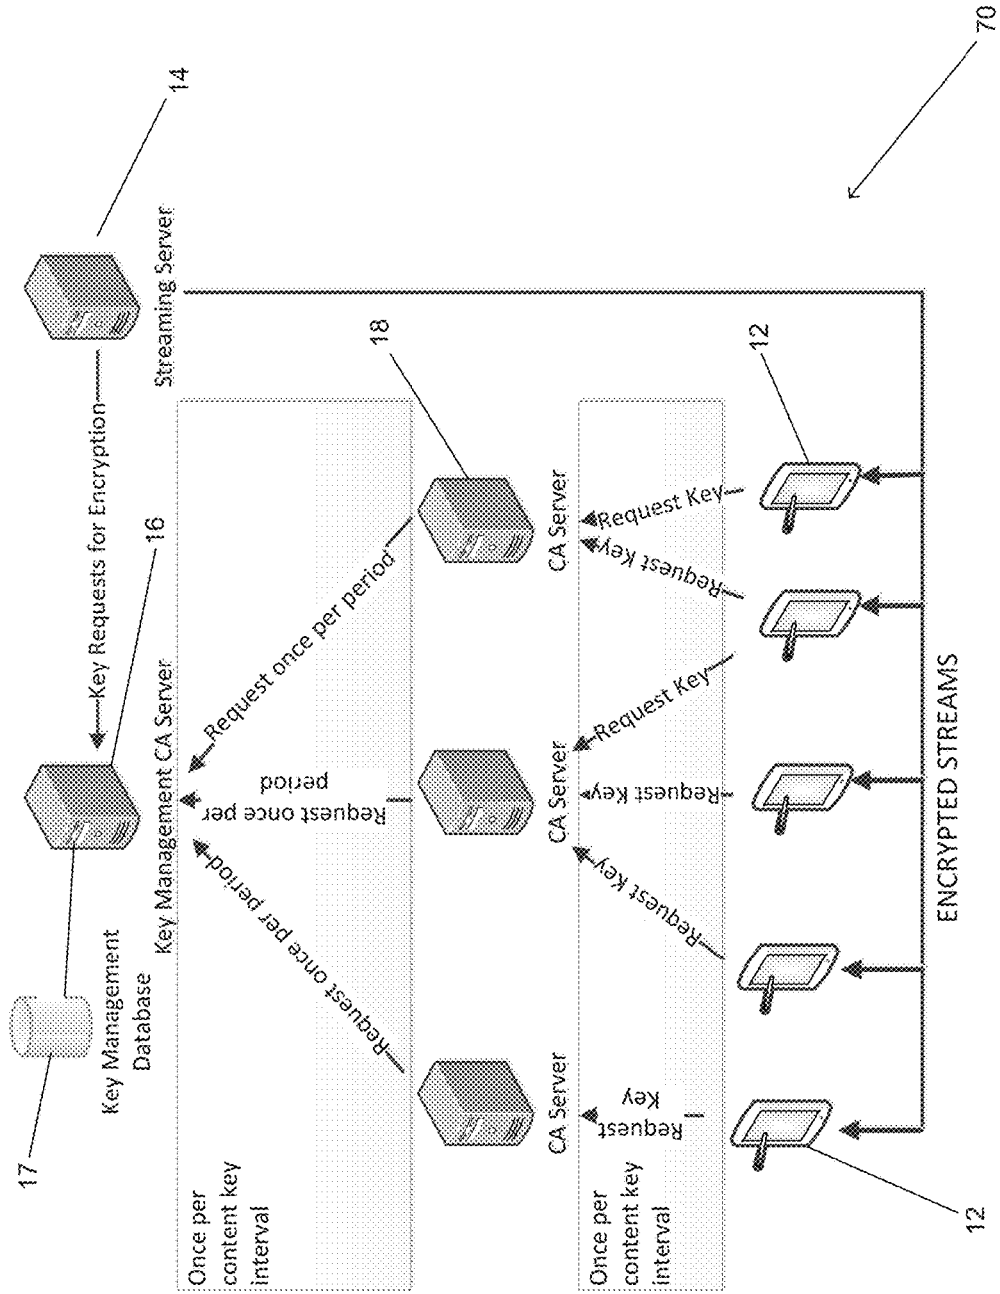 70
14
Streaming Server
Key Requests for Encryption
16
Key Management CA Server
17
Key Management
Database
Once per
content key
interval
Request once per period
Request once per
period
Request once per period
18
CA Server
CA Server
CA Server
Once per
content key
interval
Request
Key
Request Key
Request Key
Request Key
Request Key
Request Key
12
12
ENCRYPTED STREAMS